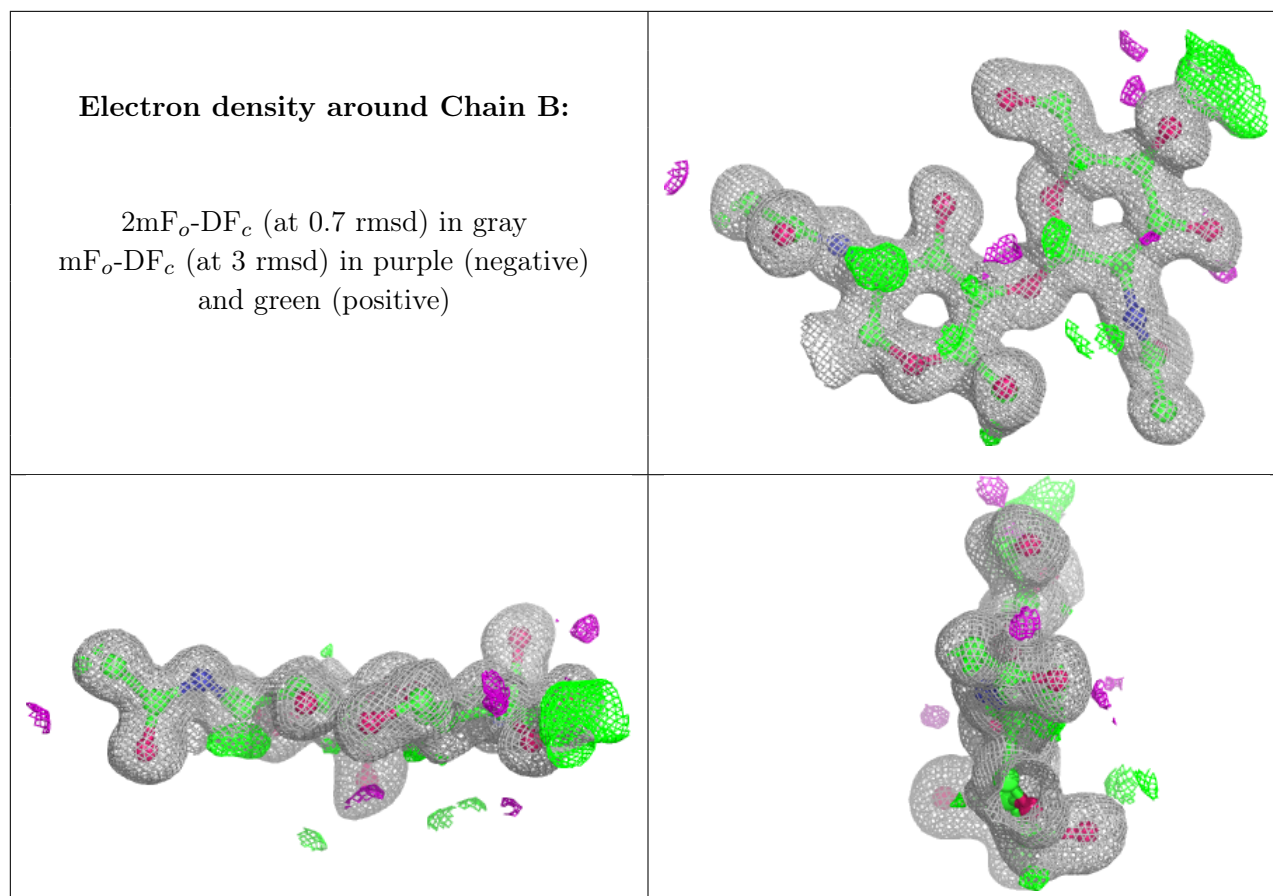 Electron density around Chain B:
2mFo-DFc (at 0.7 rmsd) in gray
mFo-DFc (at 3 rmsd) in purple (negative)
and green (positive)